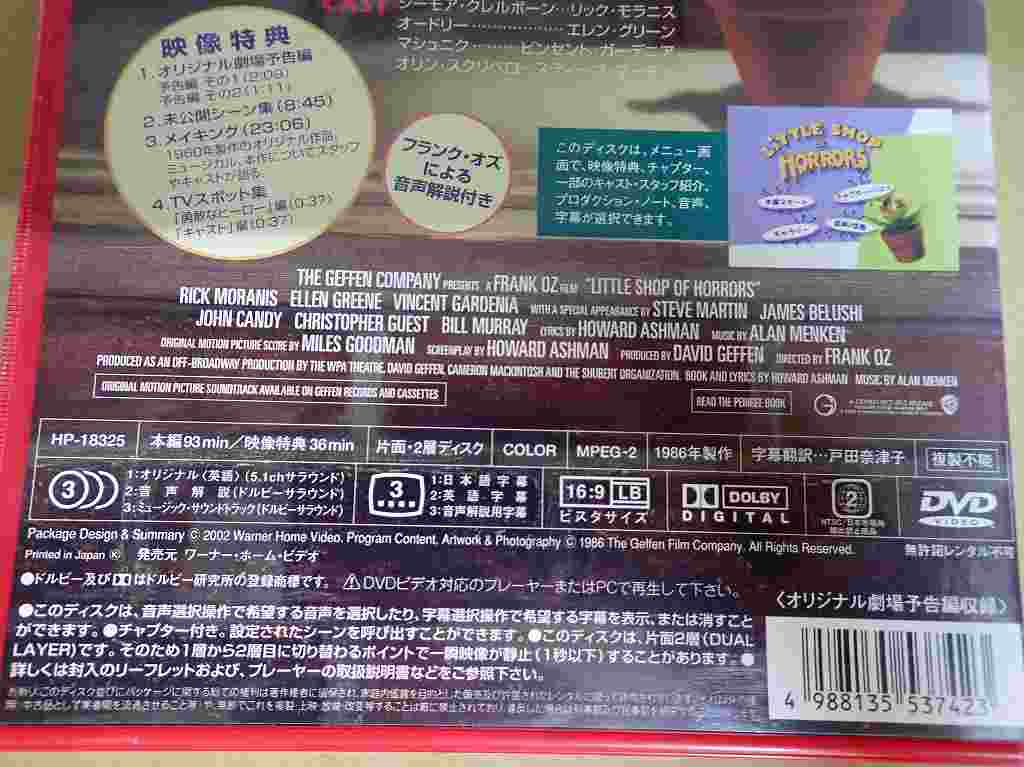 CAST シーモア・クレルボーン…リック・モラニス
オードリー…………エレン・グリーン
マシュニク………ビンセント・ガーデニア
オリン・スクリベロ…スティーブ・マーチン
映像特典
1. オリジナル劇場予告編
予告編 その1(2:09)
予告編 その2(1:11)
2. 未公開シーン集(8:45)
3. メイキング(23:06)
1960年製作のオリジナル作品、
ミュージカル、本作についてスタッフ
やキャストが語る。
4. TVスポット集
「勇敢なヒーロー」編(0:37)
「キャスト」編(0:37)
フランク・オズ
による
音声解説付き
このディスクは、メニュー画
面で、映像特典、チャプター、
一部のキャスト・スタッフ紹介、
プロダクション・ノート、音声、
字幕が選択できます。
LITTLE SHOP
OF
HORRORS
THE GEFFEN COMPANY PRESENTS A FRANK OZ FILM "LITTLE SHOP OF HORRORS"
RICK MORANIS ELLEN GREENE VINCENT GARDENIA WITH A SPECIAL APPEARANCE BY STEVE MARTIN JAMES BELUSHI
JOHN CANDY CHRISTOPHER GUEST BILL MURRAY LYRICS BY HOWARD ASHMAN MUSIC BY ALAN MENKEN
ORIGINAL MOTION PICTURE SCORE BY MILES GOODMAN SCREENPLAY BY HOWARD ASHMAN PRODUCED BY DAVID GEFFEN DIRECTED BY FRANK OZ
PRODUCED AS AN OFF-BROADWAY PRODUCTION BY THE WPA THEATRE, DAVID GEFFEN, CAMERON MACKINTOSH AND THE SHUBERT ORGANIZATION. BOOK AND LYRICS BY HOWARD ASHMAN MUSIC BY ALAN MENKEN
ORIGINAL MOTION PICTURE SOUNDTRACK AVAILABLE ON GEFFEN RECORDS AND CASSETTES
READ THE PERIGEE BOOK
HP-18325 本編93min/映像特典36min 片面・2層ディスク COLOR MPEG-2 1986年製作 字幕翻訳…戸田奈津子 複製不能
3 1:オリジナル〈英語〉(5.1chサラウンド)
2:音声解説(ドルビーサラウンド)
3:ミュージック・サウンドトラック(ドルビーサラウンド)
3 1:日本語字幕
2:英語字幕
3:音声解説用字幕
16:9 LB
ビスタサイズ
DOLBY
DIGITAL
2
DVD
VIDEO
Package Design & Summary © 2002 Warner Home Video. Program Content, Artwork & Photography © 1986 The Geffen Film Company. All Rights Reserved.
無許諾レンタル不可
Printed in Japan Ⓚ 発売元 ワーナー・ホーム・ビデオ
●ドルビー及びDDはドルビー研究所の登録商標です。 ⚠DVDビデオ対応のプレーヤーまたはPCで再生して下さい。
〈オリジナル劇場予告編収録〉
●このディスクは、音声選択操作で希望する音声を選択したり、字幕選択操作で希望する字幕を表示、または消すこと
ができます。●チャプター付き。設定されたシーンを呼び出すことができます。●このディスクは、片面2層(DUAL
LAYER)です。そのため1層から2層目に切り替わるポイントで一瞬映像が静止(1秒以下)することがあります。●
詳しくは封入のリーフレットおよび、プレーヤーの取扱説明書などをご参照下さい。
4 988135 537423